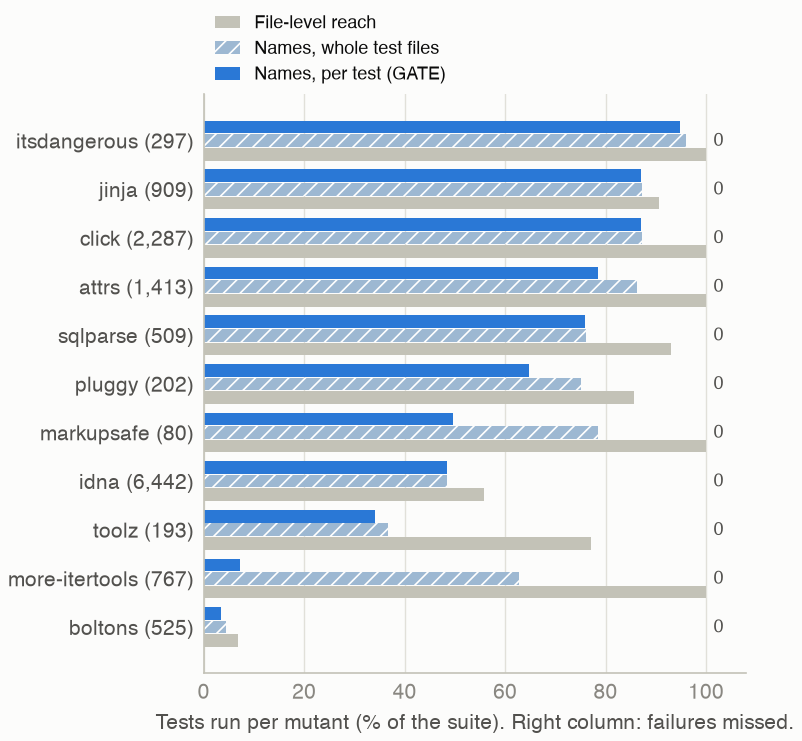 File-level reach
Names, whole test files
Names, per test (GATE)
itsdangerous (297) 0
jinja (909) 0
click (2,287) 0
attrs (1,413) 0
sqlparse (509) 0
pluggy (202) 0
markupsafe (80) 0
idna (6,442) 0
toolz (193) 0
more-itertools (767) 0
boltons (525) 0
0 20 40 60 80 100
Tests run per mutant (% of the suite). Right column: failures missed.